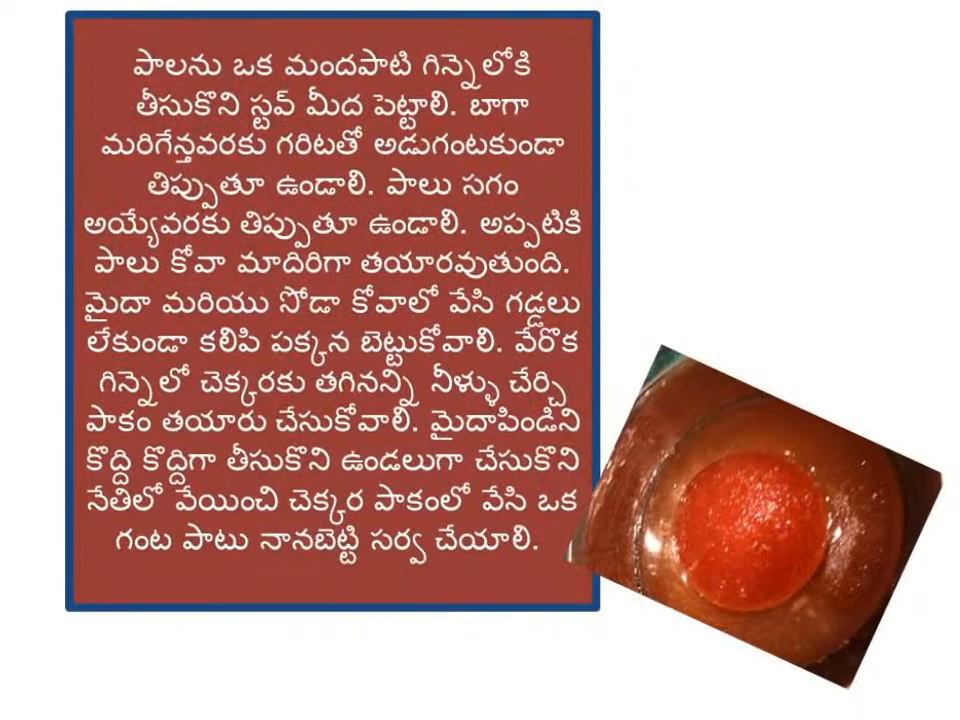 పాలను ఒక మందపాటి గిన్నెలోకి
తీసుకొని స్టవ్ మీద పెట్టాలి. బాగా
మరిగేన్తవరకు గరిటతో అడుగంటకుండా
తిప్పుతూ ఉండాలి. పాలు సగం
అయ్యేవరకు తిప్పుతూ ఉండాలి. అప్పటికి
పాలు కోవా మాదిరిగా తయారవుతుంది.
మైదా మరియు సోడా కోవాలో వేసి గడ్డలు
లేకుండా కలిపి పక్కన బెట్టుకోవాలి. వేరొక
గిన్నెలో చెక్కరకు తగినన్ని నీళ్ళు చేర్చి
పాకం తయారు చేసుకోవాలి. మైదాపిండిని
కొద్ది కొద్దిగా తీసుకొని ఉండలుగా చేసుకొని
నేతిలో వేయించి చెక్కర పాకంలో వేసి ఒక
గంట పాటు నానబెట్టి సర్వ చేయాలి.